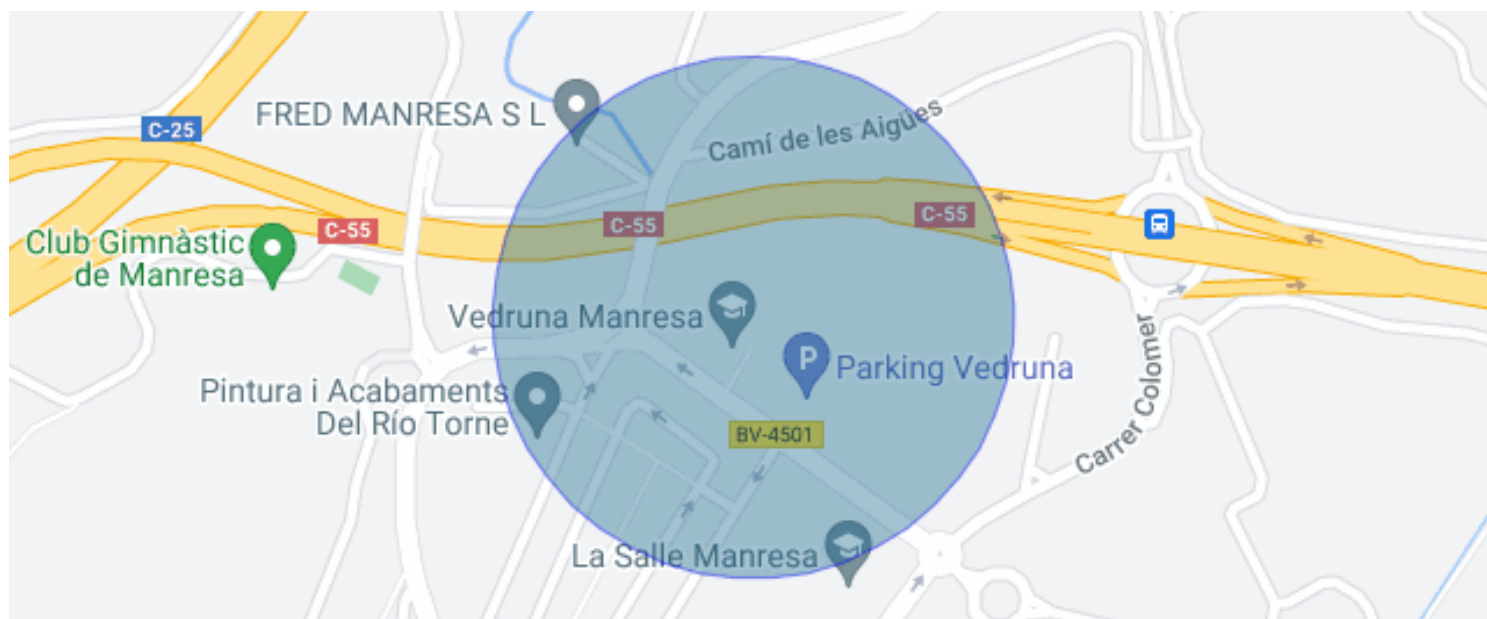 FRED MANRESA S L
C-25
Camí de les Aigües
C-55
C-55
C-55
Club Gimnàstic
de Manresa
Vedruna Manresa
P
Parking Vedruna
Pintura i Acabaments
Del Río Torne
BV-4501
Carrer Colomer
La Salle Manresa